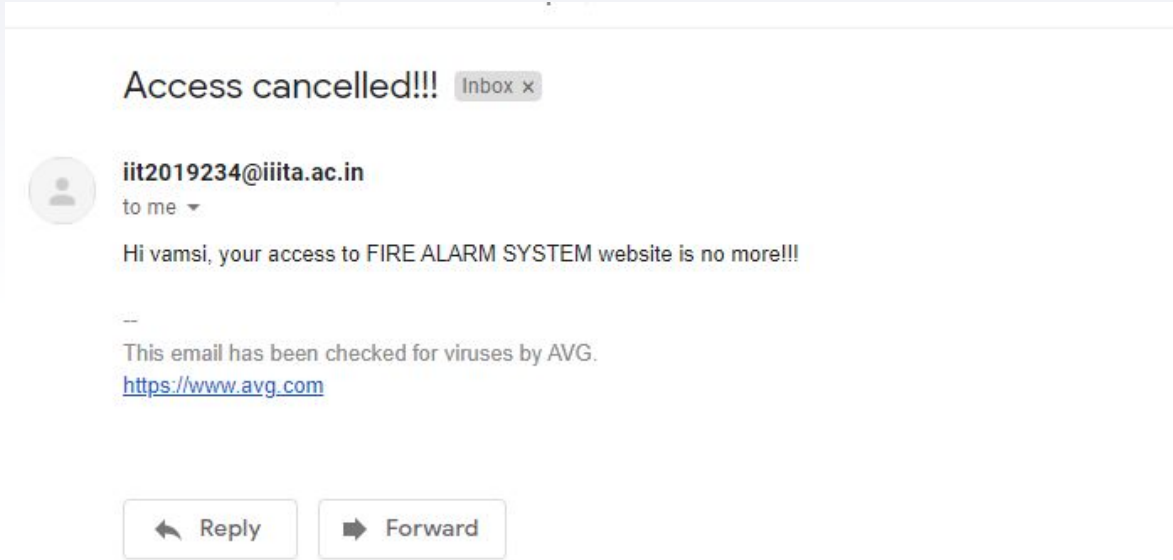 Access cancelled!!! Inbox x
iit2019234@iiita.ac.in
to me
Hi vamsi, your access to FIRE ALARM SYSTEM website is no more!!!
--
This email has been checked for viruses by AVG.
https://www.avg.com
Reply Forward